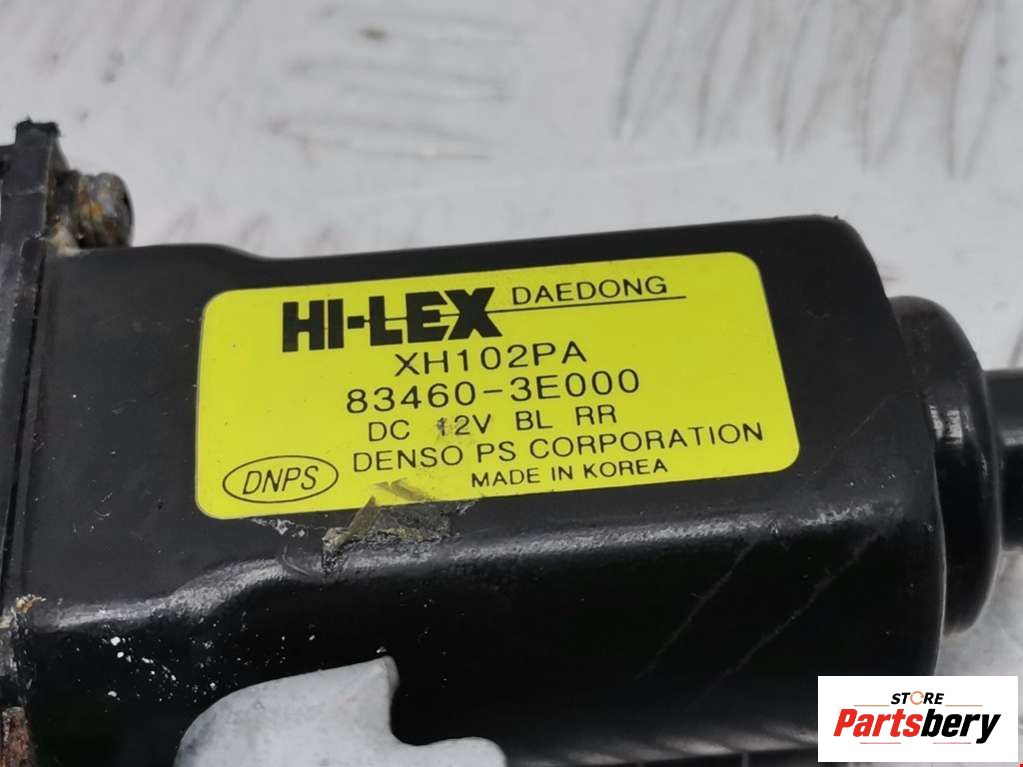 HI-LEX DAEDONG
XH102PA
83460-3E000
DC 12V BL RR
DNPS DENSO PS CORPORATION
MADE IN KOREA
STORE
Partsbery